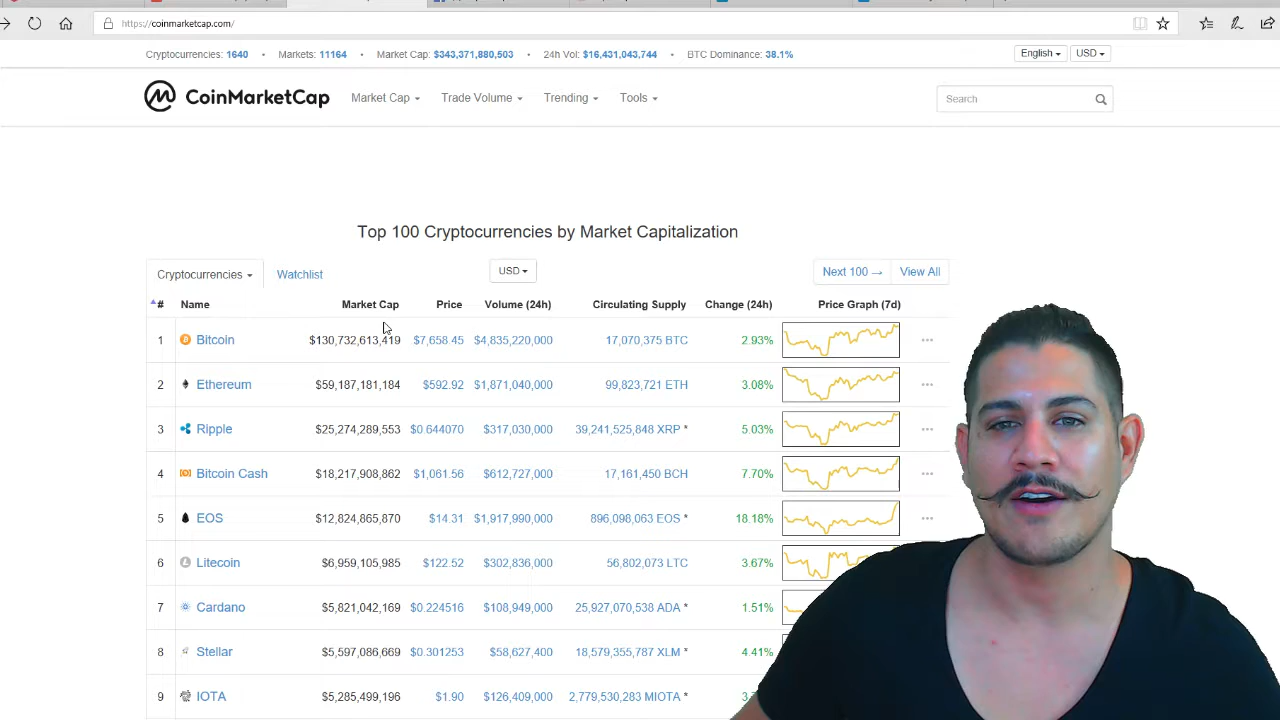 https://coinmarketcap.com/
Cryptocurrencies: 1640 • Markets: 11164 • Market Cap: $343,371,880,503 • 24h Vol: $16,431,043,744 • BTC Dominance: 38.1%
English USD
CoinMarketCap Market Cap Trade Volume Trending Tools Search
Top 100 Cryptocurrencies by Market Capitalization
Cryptocurrencies Watchlist USD Next 100 → View All
# Name Market Cap Price Volume (24h) Circulating Supply Change (24h) Price Graph (7d)
1 Bitcoin $130,732,613,419 $7,658.45 $4,835,220,000 17,070,375 BTC 2.93%
2 Ethereum $59,187,181,184 $592.92 $1,871,040,000 99,823,721 ETH 3.08%
3 Ripple $25,274,289,553 $0.644070 $317,030,000 39,241,525,848 XRP * 5.03%
4 Bitcoin Cash $18,217,908,862 $1,061.56 $612,727,000 17,161,450 BCH 7.70%
5 EOS $12,824,865,870 $14.31 $1,917,990,000 896,098,063 EOS * 18.18%
6 Litecoin $6,959,105,985 $122.52 $302,836,000 56,802,073 LTC 3.67%
7 Cardano $5,821,042,169 $0.224516 $108,949,000 25,927,070,538 ADA * 1.51%
8 Stellar $5,597,086,669 $0.301253 $58,627,400 18,579,355,787 XLM * 4.41%
9 IOTA $5,285,499,196 $1.90 $126,409,000 2,779,530,283 MIOTA *